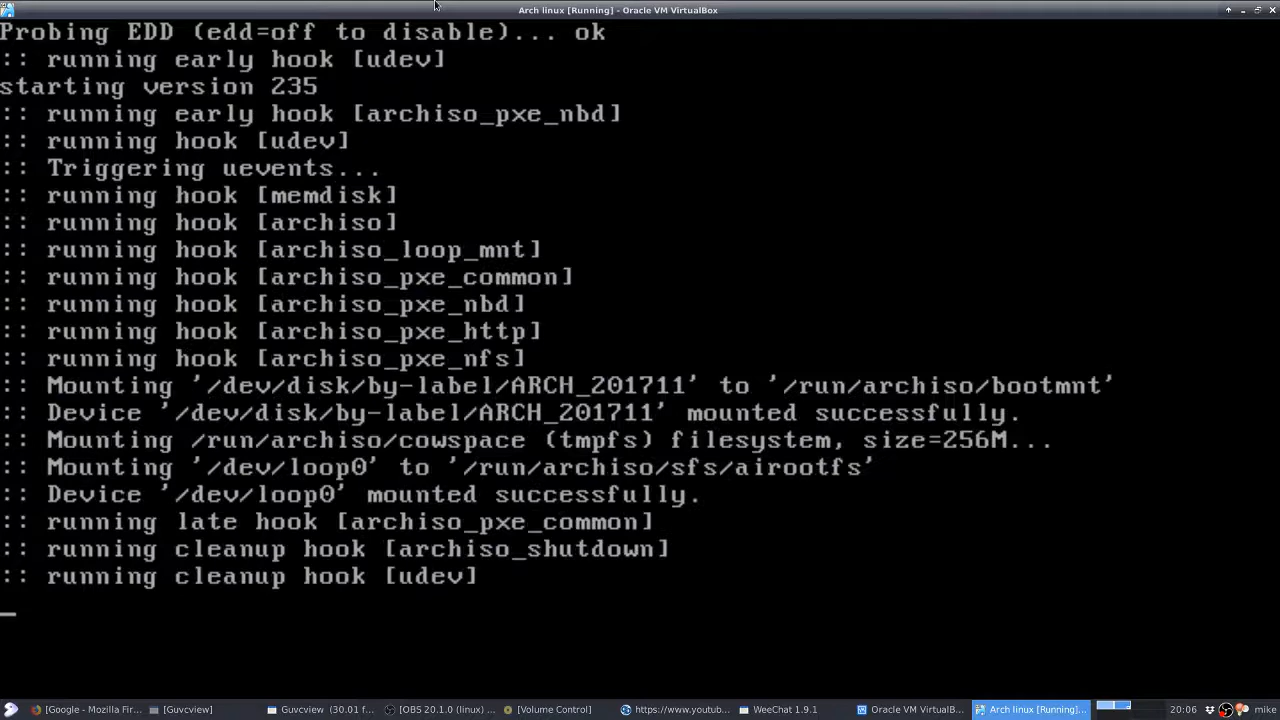 Arch linux [Running] - Oracle VM VirtualBox
Probing EDD (edd=off to disable)... ok
:: running early hook [udev]
starting version 235
:: running early hook [archiso_pxe_nbd]
:: running hook [udev]
:: Triggering uevents...
:: running hook [memdisk]
:: running hook [archiso]
:: running hook [archiso_loop_mnt]
:: running hook [archiso_pxe_common]
:: running hook [archiso_pxe_nbd]
:: running hook [archiso_pxe_http]
:: running hook [archiso_pxe_nfs]
:: Mounting '/dev/disk/by-label/ARCH_201711' to '/run/archiso/bootmnt'
:: Device '/dev/disk/by-label/ARCH_201711' mounted successfully.
:: Mounting /run/archiso/cowspace (tmpfs) filesystem, size=256M...
:: Mounting '/dev/loop0' to '/run/archiso/sfs/airootfs'
:: Device '/dev/loop0' mounted successfully.
:: running late hook [archiso_pxe_common]
:: running cleanup hook [archiso_shutdown]
:: running cleanup hook [udev]
[Google - Mozilla Fir... [Guvcview] Guvcview (30.01 f... [OBS 20.1.0 (linux) ... [Volume Control] https://www.youtub... WeeChat 1.9.1 Oracle VM VirtualB... Arch linux [Running]... 20:06 mike